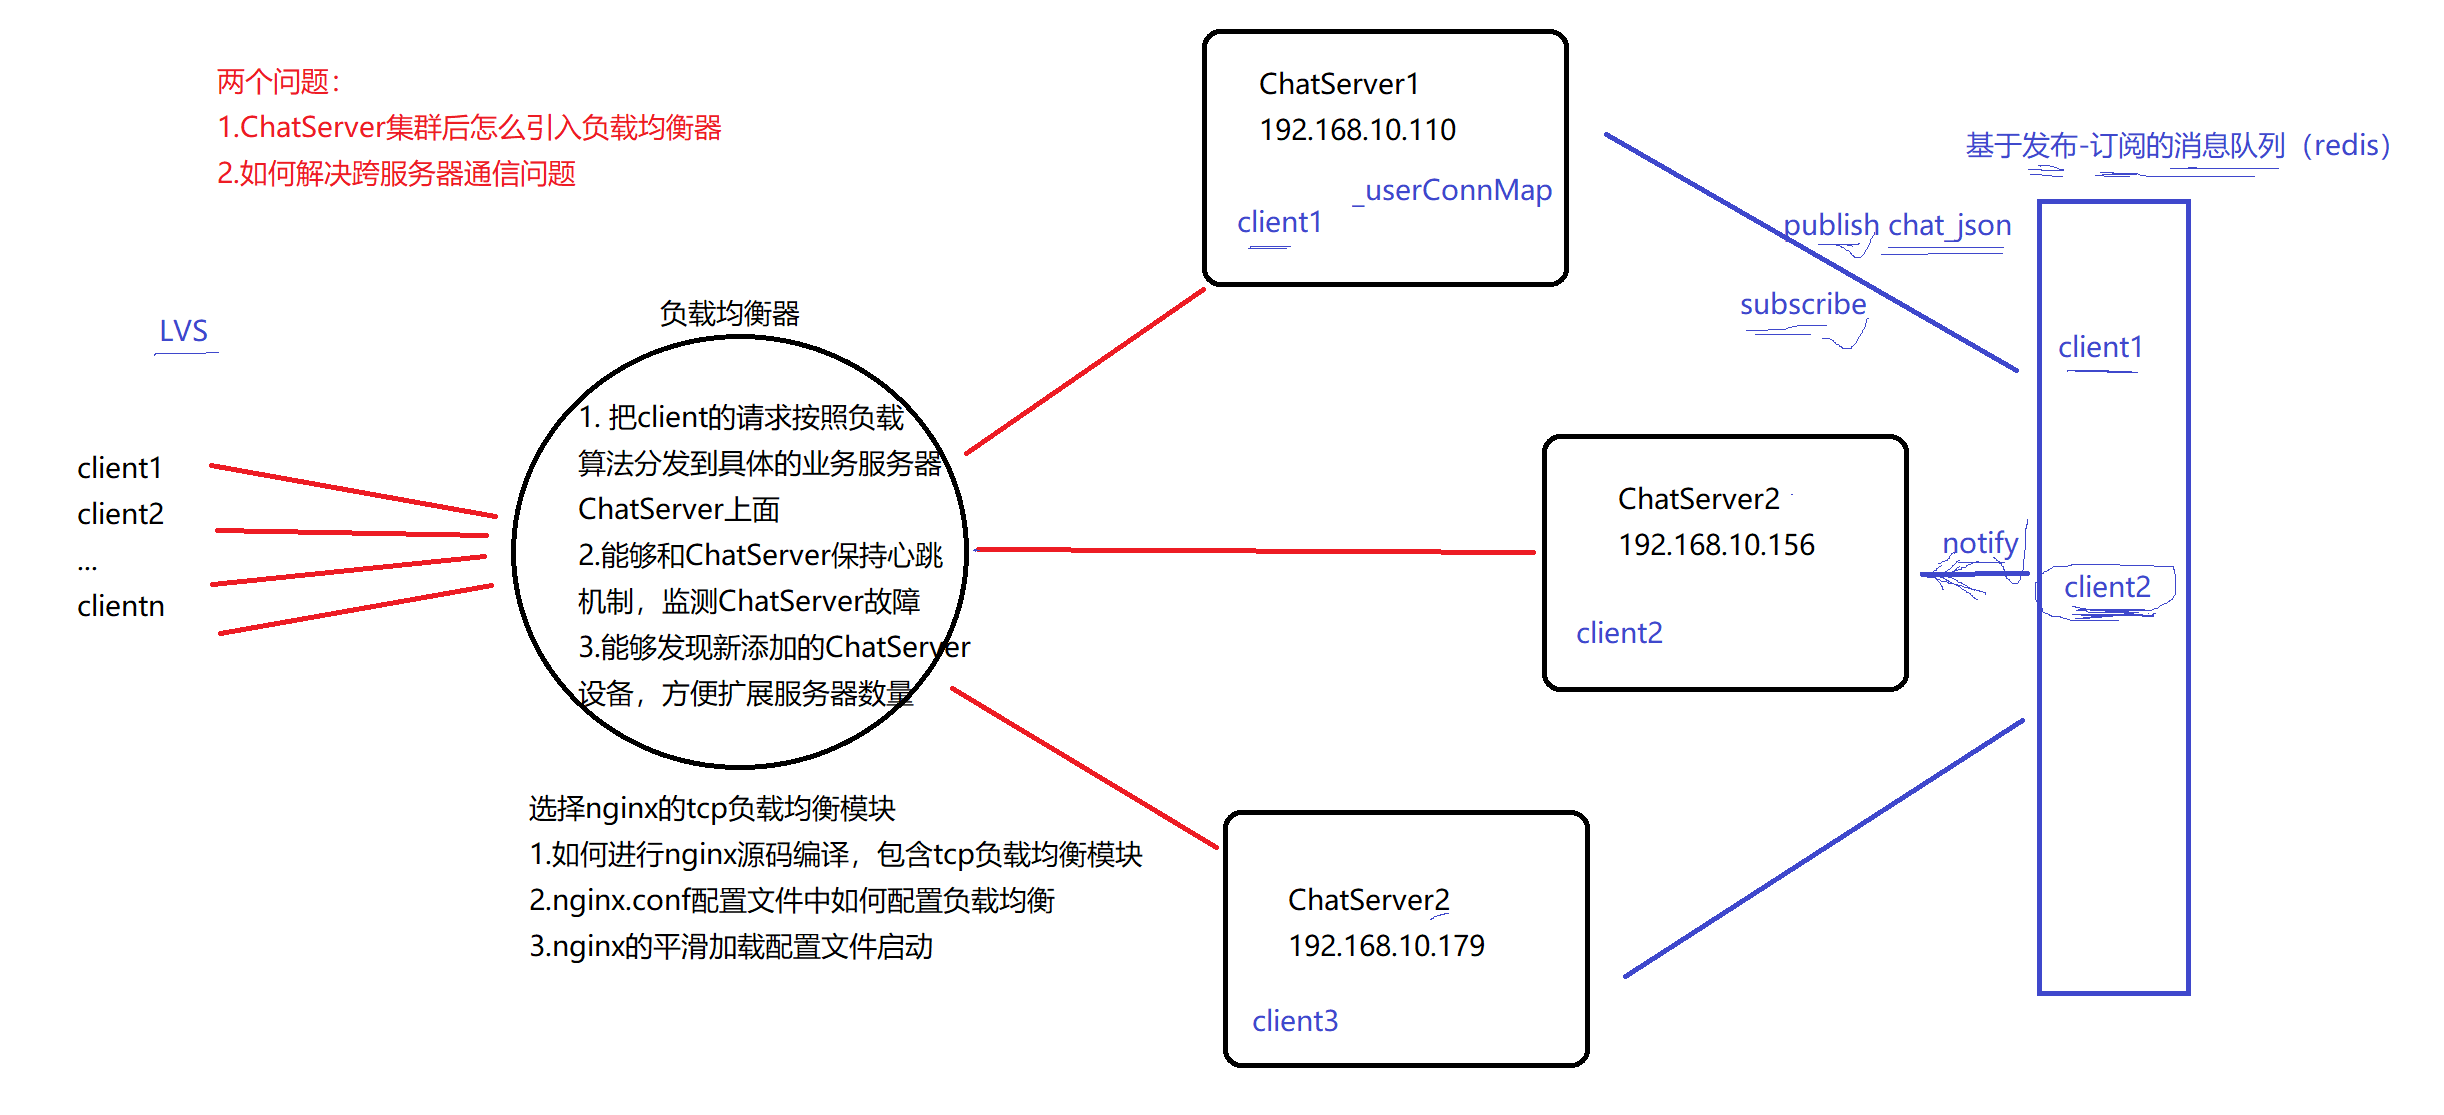 两个问题：
1.ChatServer集群后怎么引入负载均衡器
2.如何解决跨服务器通信问题
LVS
client1
client2
...
clientn
负载均衡器
1. 把client的请求按照负载
算法分发到具体的业务服务器
ChatServer上面
2.能够和ChatServer保持心跳
机制，监测ChatServer故障
3.能够发现新添加的ChatServer
设备，方便扩展服务器数量
选择nginx的tcp负载均衡模块
1.如何进行nginx源码编译，包含tcp负载均衡模块
2.nginx.conf配置文件中如何配置负载均衡
3.nginx的平滑加载配置文件启动
ChatServer1
192.168.10.110
_userConnMap
client1
ChatServer2
192.168.10.156
client2
ChatServer2
192.168.10.179
client3
基于发布-订阅的消息队列（redis）
publish chat_json
subscribe
notify
client1
client2